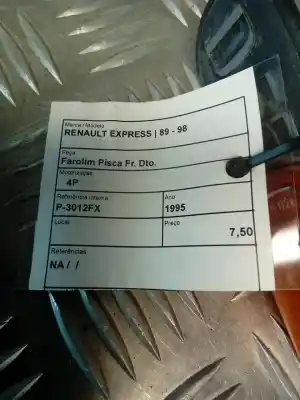 Marca / Modelo
RENAULT EXPRESS | 89 - 98
Peça
Farolim Pisca Fr. Dto.
Motorização
4P
Referência Interna Ano
P-3012FX 1995
Local Preço
7,50
Referências
NA / /